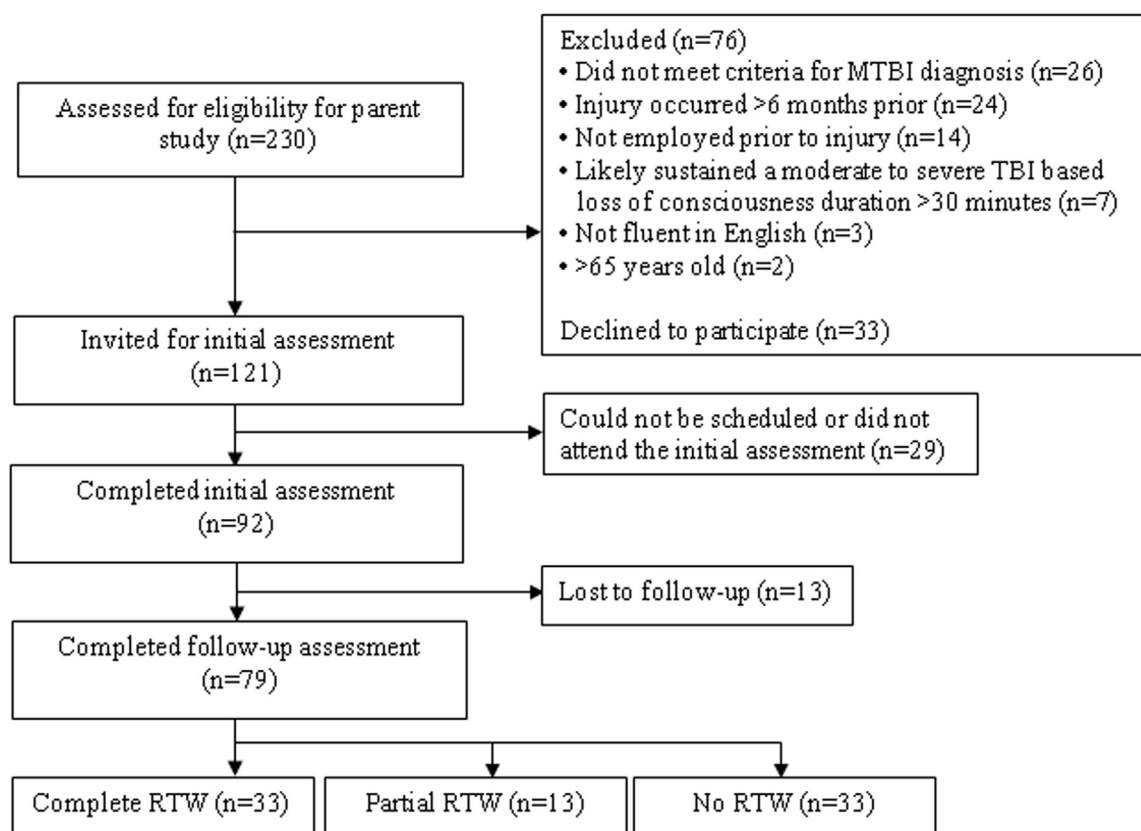 Assessed for eligibility for parent
study (n=230)
Excluded (n=76)
• Did not meet criteria for MTBI diagnosis (n=26)
• Injury occurred >6 months prior (n=24)
• Not employed prior to injury (n=14)
• Likely sustained a moderate to severe TBI based
loss of consciousness duration >30 minutes (n=7)
• Not fluent in English (n=3)
• >65 years old (n=2)
Declined to participate (n=33)
Invited for initial assessment
(n=121)
Could not be scheduled or did not
attend the initial assessment (n=29)
Completed initial assessment
(n=92)
Lost to follow-up (n=13)
Completed follow-up assessment
(n=79)
Complete RTW (n=33)
Partial RTW (n=13)
No RTW (n=33)